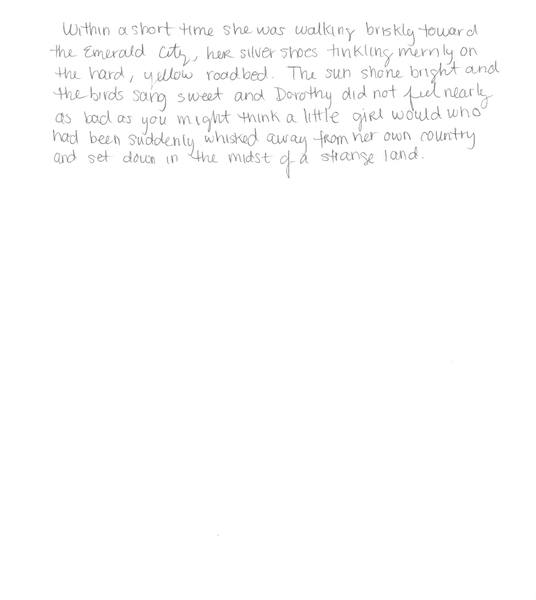 Within a short time she was walking briskly toward
the Emerald City, her silver shoes tinkling merrily on
the hard, yellow roadbed. The sun shone bright and
the birds sang sweet and Dorothy did not feel nearly
as bad as you might think a little girl would who
had been suddenly whisked away from her own country
and set down in the midst of a strange land.